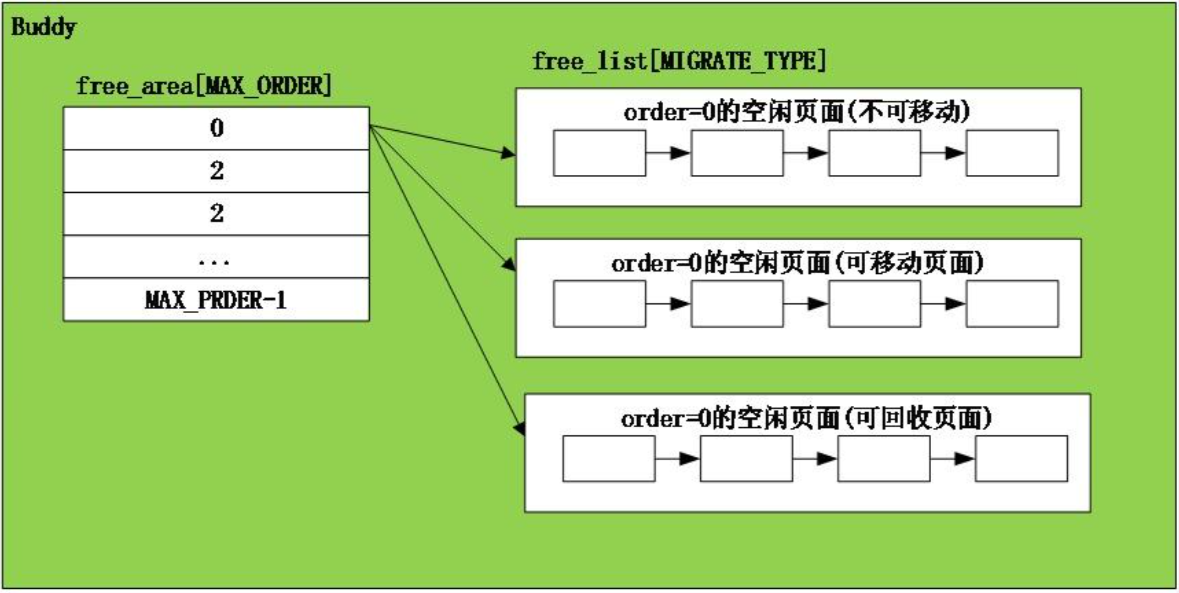 Buddy
free_area[MAX_ORDER]
0
2
2
...
MAX_PRDER-1
free_list[MIGRATE_TYPE]
order=0的空闲页面(不可移动)
order=0的空闲页面(可移动页面)
order=0的空闲页面(可回收页面)